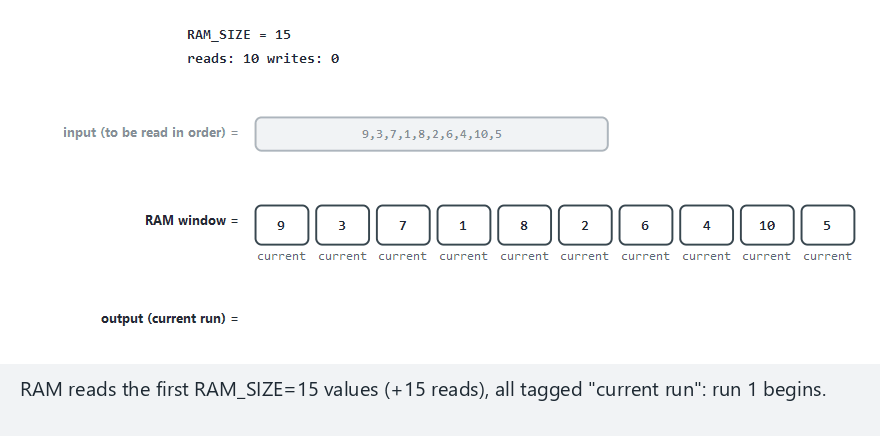 RAM_SIZE = 15
reads: 10 writes: 0
input (to be read in order) = 9,3,7,1,8,2,6,4,10,5
RAM window = 9 3 7 1 8 2 6 4 10 5
current current current current current current current current current current
output (current run) =
RAM reads the first RAM_SIZE=15 values (+15 reads), all tagged "current run": run 1 begins.